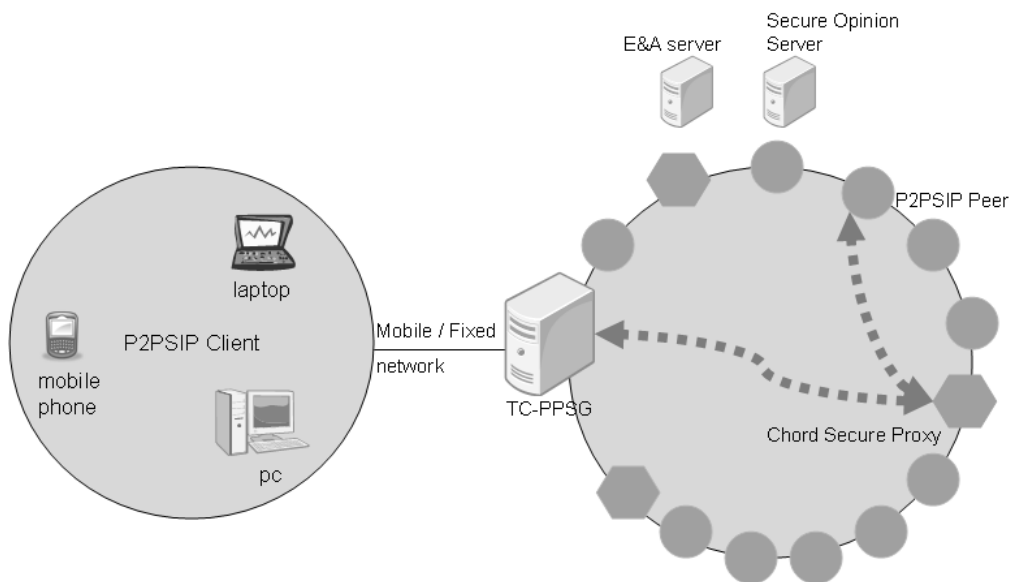 Secure Opinion
Server
E&A server
P2PSIP Peer
laptop
Mobile / Fixed
network
P2PSIP Client
mobile
phone
TC-PPSG
Chord Secure Proxy
pc